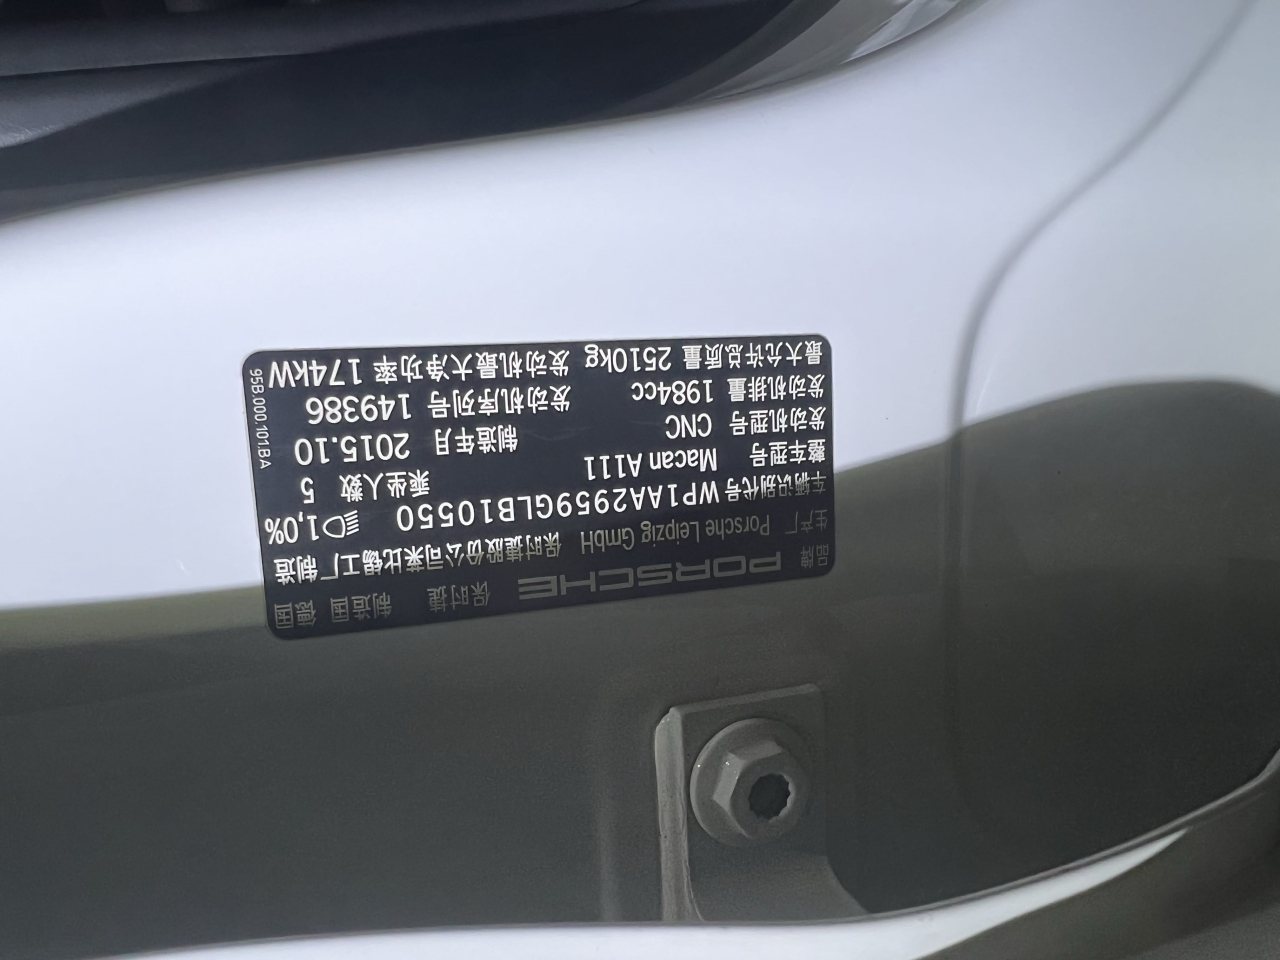 品牌 PORSCHE 保时捷 制造国 德国
生产厂 Porsche Leipzig GmbH 保时捷股份公司莱比锡工厂制造
车辆识别代号 WP1AA2959GLB10550 1,0%
整车型号 Macan A111 乘坐人数 5
发动机型号 CNC 制造年月 2015.10
发动机排量 1984cc 发动机序列号 149386
最大允许总质量 2510kg 发动机最大净功率 174kW
95B.000.101.BA